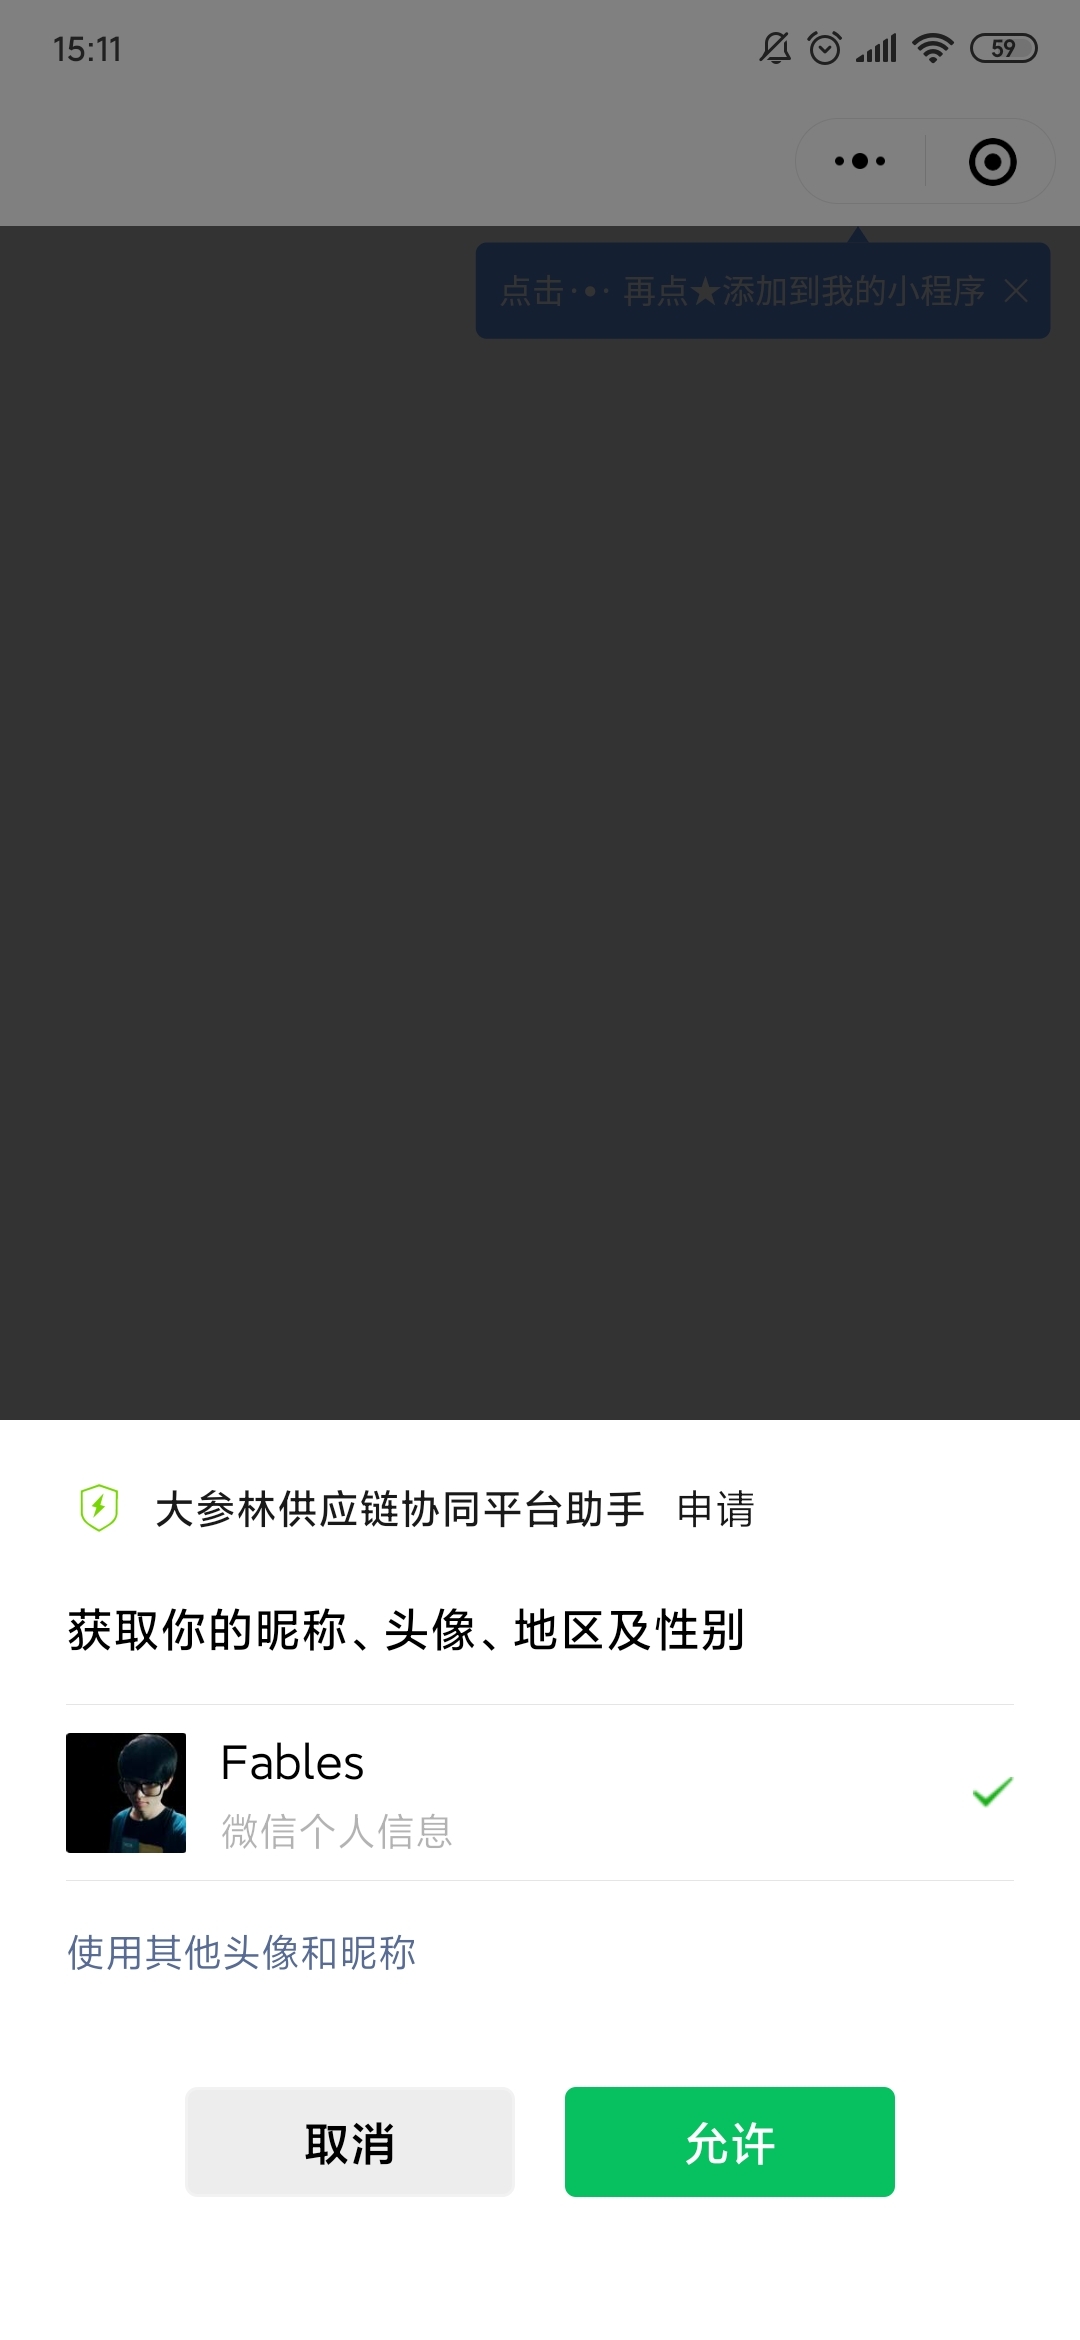 15:11
59
点击·•· 再点★添加到我的小程序 ×
大参林供应链协同平台助手 申请
获取你的昵称、头像、地区及性别
Fables
微信个人信息
使用其他头像和昵称
取消
允许